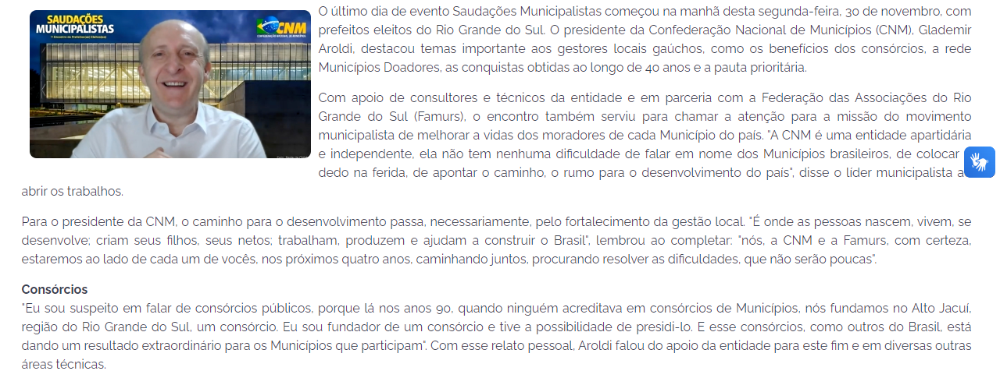 SAUDAÇÕES
MUNICIPALISTAS
CNM
CONFEDERAÇÃO NACIONAL DE MUNICÍPIOS
O último dia de evento Saudações Municipalistas começou na manhã desta segunda-feira, 30 de novembro, com
prefeitos eleitos do Rio Grande do Sul. O presidente da Confederação Nacional de Municípios (CNM), Glademir
Aroldi, destacou temas importante aos gestores locais gaúchos, como os benefícios dos consórcios, a rede
Municípios Doadores, as conquistas obtidas ao longo de 40 anos e a pauta prioritária.
Com apoio de consultores e técnicos da entidade e em parceria com a Federação das Associações do Rio
Grande do Sul (Famurs), o encontro também serviu para chamar a atenção para a missão do movimento
municipalista de melhorar a vidas dos moradores de cada Município do país. "A CNM é uma entidade apartidária
e independente, ela não tem nenhuma dificuldade de falar em nome dos Municípios brasileiros, de colocar
dedo na ferida, de apontar o caminho, o rumo para o desenvolvimento do país", disse o líder municipalista a
abrir os trabalhos.
Para o presidente da CNM, o caminho para o desenvolvimento passa, necessariamente, pelo fortalecimento da gestão local. "É onde as pessoas nascem, vivem, se
desenvolve; criam seus filhos, seus netos; trabalham, produzem e ajudam a construir o Brasil", lembrou ao completar: "nós, a CNM e a Famurs, com certeza,
estaremos ao lado de cada um de vocês, nos próximos quatro anos, caminhando juntos, procurando resolver as dificuldades, que não serão poucas".
Consórcios
"Eu sou suspeito em falar de consórcios públicos, porque lá nos anos 90, quando ninguém acreditava em consórcios de Municípios, nós fundamos no Alto Jacuí,
região do Rio Grande do Sul, um consórcio. Eu sou fundador de um consórcio e tive a possibilidade de presidi-lo. E esse consórcios, como outros do Brasil, está
dando um resultado extraordinário para os Municípios que participam". Com esse relato pessoal, Aroldi falou do apoio da entidade para este fim e em diversas outras
áreas técnicas.